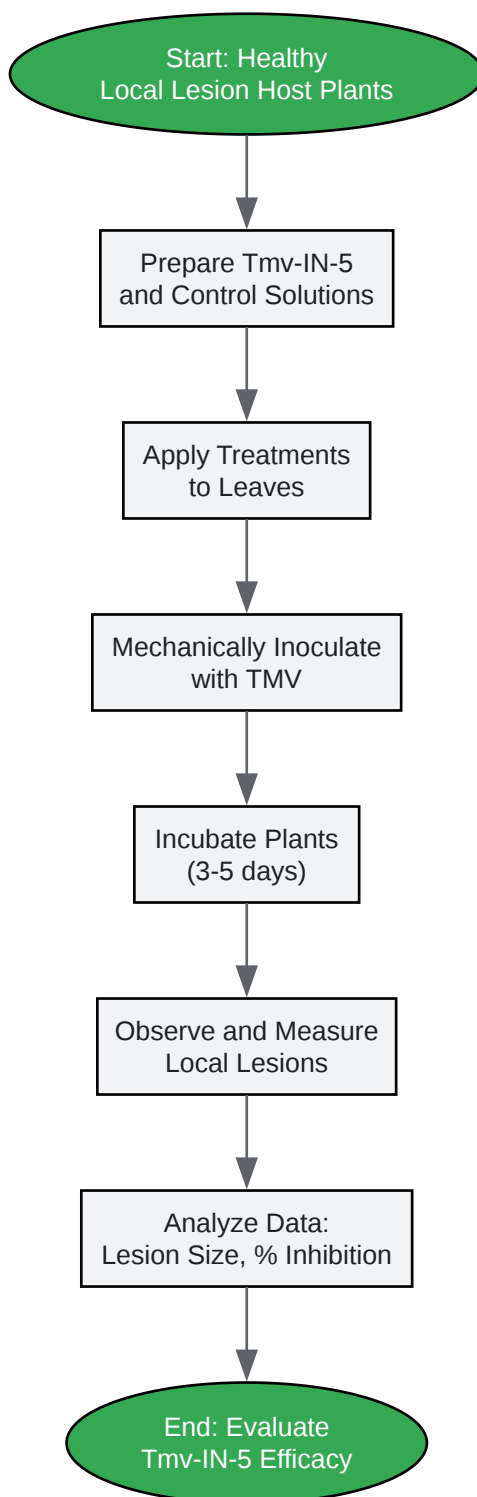 Start: Healthy
Local Lesion Host Plants
Prepare Tmv-IN-5
and Control Solutions
Apply Treatments
to Leaves
Mechanically Inoculate
with TMV
Incubate Plants
(3-5 days)
Observe and Measure
Local Lesions
Analyze Data:
Lesion Size, % Inhibition
End: Evaluate
Tmv-IN-5 Efficacy